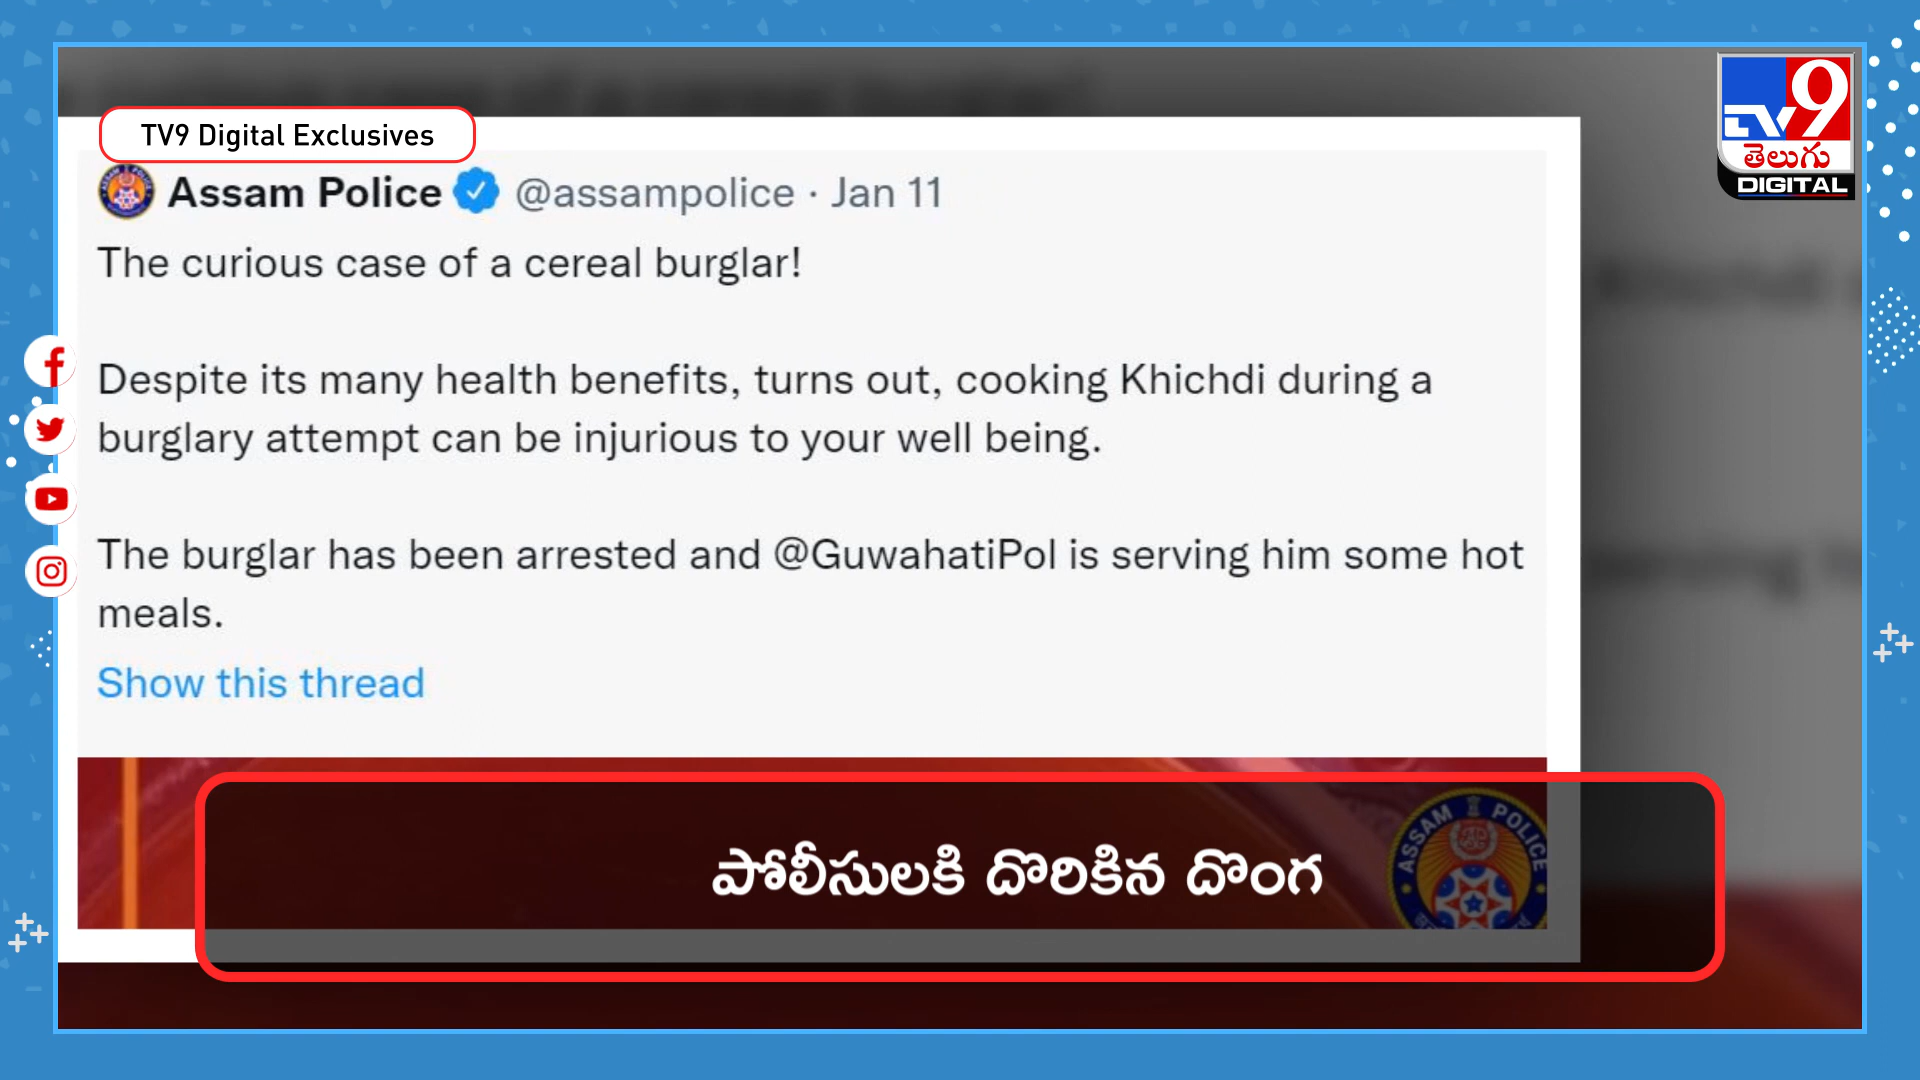 TV9 Digital Exclusives
TV9
తెలుగు
DIGITAL
Assam Police @assampolice · Jan 11
The curious case of a cereal burglar!
Despite its many health benefits, turns out, cooking Khichdi during a
burglary attempt can be injurious to your well being.
The burglar has been arrested and @GuwahatiPol is serving him some hot
meals.
Show this thread
పోలీసులకి దొరికిన దొంగ
ASSAM POLICE